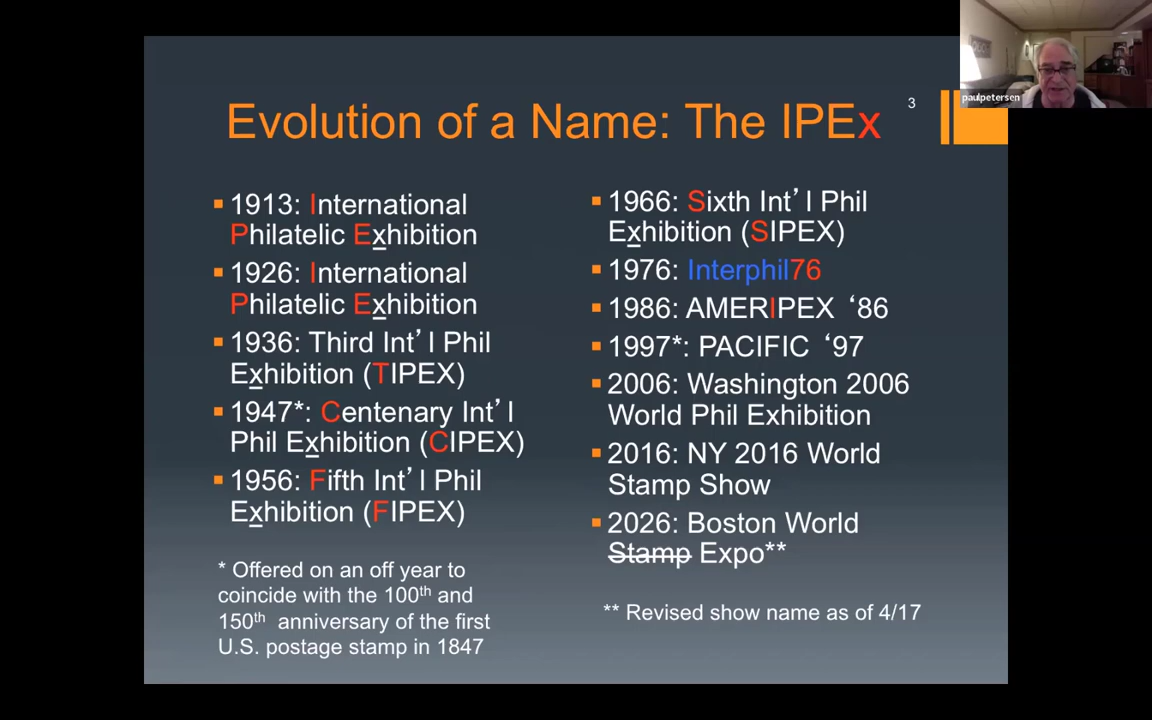 paulpetersen
3
Evolution of a Name: The IPEx
▪ 1913: International
Philatelic Exhibition
▪ 1926: International
Philatelic Exhibition
▪ 1936: Third Int’l Phil
Exhibition (TIPEX)
▪ 1947*: Centenary Int’l
Phil Exhibition (CIPEX)
▪ 1956: Fifth Int’l Phil
Exhibition (FIPEX)
* Offered on an off year to
coincide with the 100th and
150th anniversary of the first
U.S. postage stamp in 1847
▪ 1966: Sixth Int’l Phil
Exhibition (SIPEX)
▪ 1976: Interphil76
▪ 1986: AMERIPEX ‘86
▪ 1997*: PACIFIC ‘97
▪ 2006: Washington 2006
World Phil Exhibition
▪ 2016: NY 2016 World
Stamp Show
▪ 2026: Boston World
Stamp Expo**
** Revised show name as of 4/17